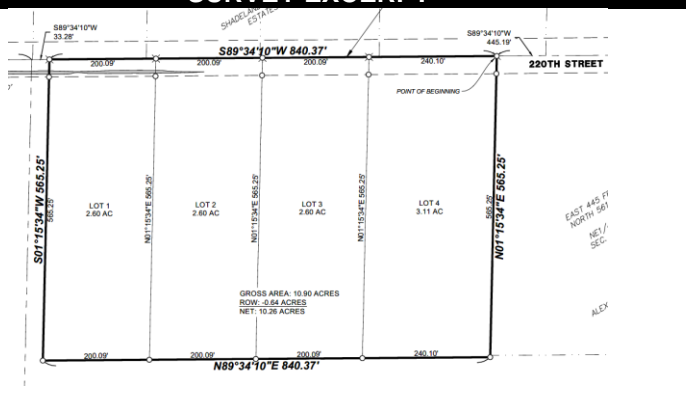 SURVEY EXCERPT
SHADELAND
ESTATES
S89°34'10"W
33.28'
S89°34'10"W
445.19'
S89°34'10"W 840.37'
200.09'
200.09'
200.09'
240.10'
220TH STREET
POINT OF BEGINNING
S01°15'34"W 565.25'
565.25'
LOT 1
2.60 AC
N01°15'34"E 565.25'
LOT 2
2.60 AC
N01°15'34"E 565.25'
LOT 3
2.60 AC
N01°15'34"E 565.25'
LOT 4
3.11 AC
565.25'
N01°15'34"E 565.25'
EAST 445 F
NORTH 561
NE1/
SEC.
ALEX
GROSS AREA: 10.90 ACRES
ROW: -0.64 ACRES
NET: 10.26 ACRES
200.09'
200.09'
200.09'
240.10'
N89°34'10"E 840.37'